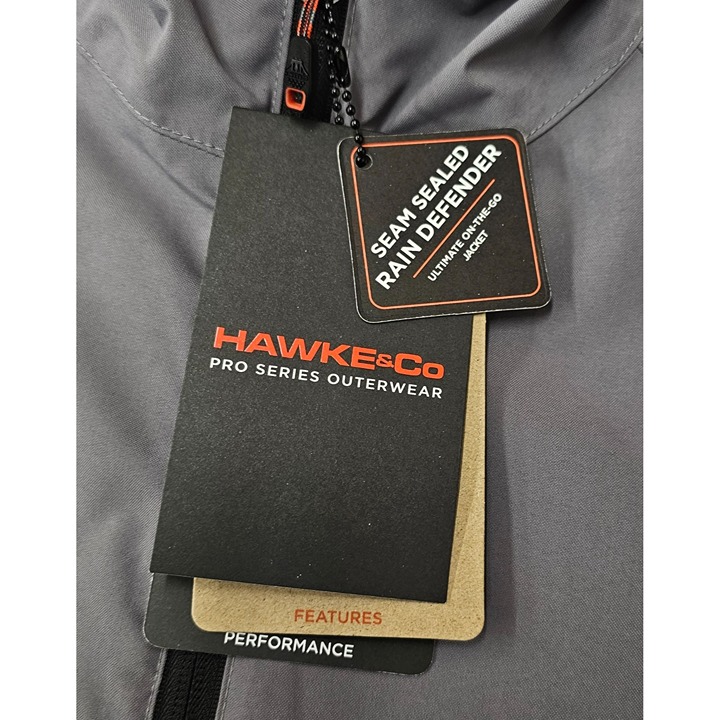 SEAM SEALED
RAIN DEFENDER
ULTIMATE ON-THE-GO
JACKET
HAWKE&Co
PRO SERIES OUTERWEAR
FEATURES
PERFORMANCE